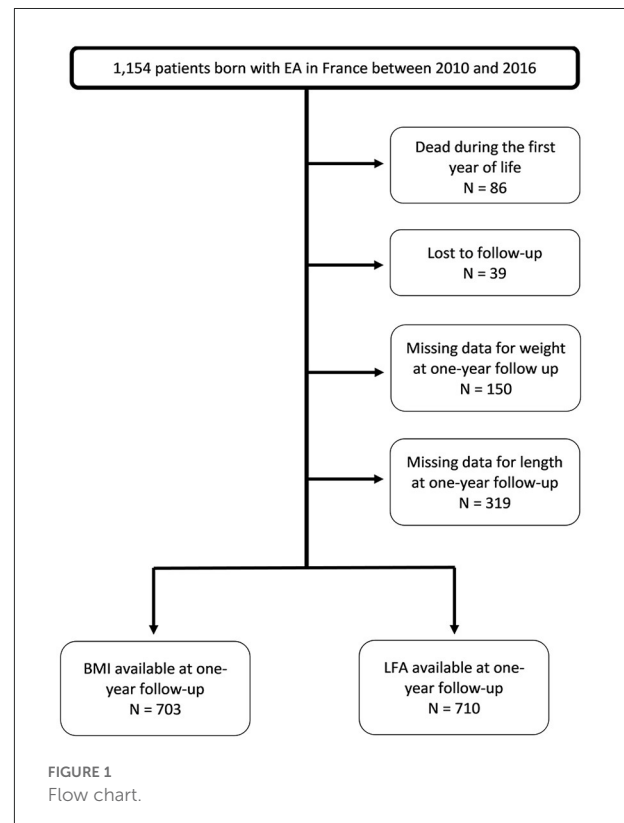 1,154 patients born with EA in France between 2010 and 2016
Dead during the first
year of life
N = 86
Lost to follow-up
N = 39
Missing data for weight
at one-year follow up
N = 150
Missing data for length
at one-year follow-up
N = 319
BMI available at one-
year follow-up
N = 703
LFA available at one-
year follow-up
N = 710
FIGURE 1
Flow chart.